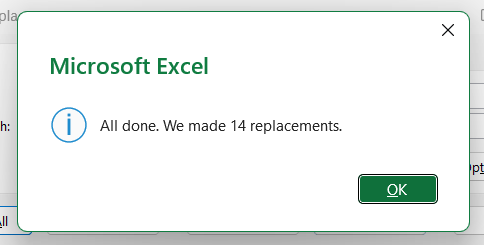 Microsoft Excel
All done. We made 14 replacements.
OK